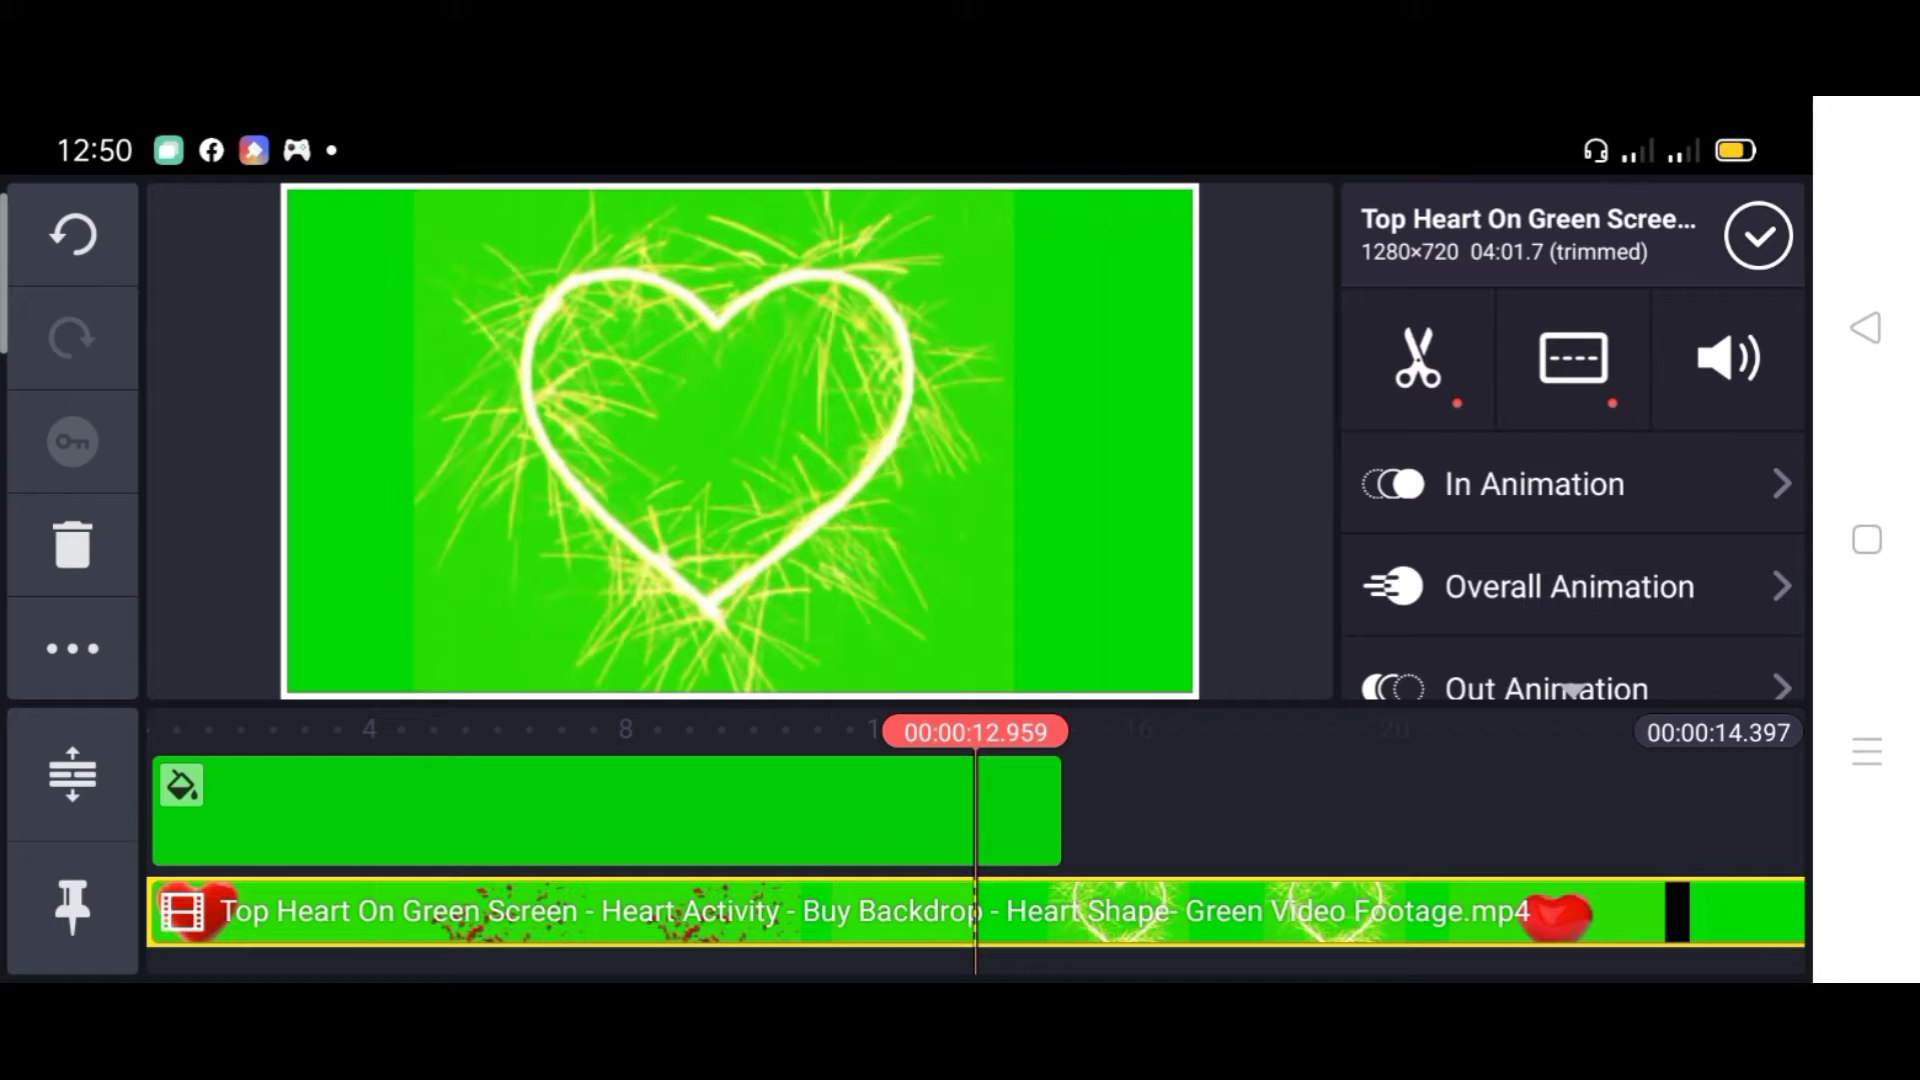 12:50
Top Heart On Green Scree...
1280×720 04:01.7 (trimmed)
In Animation
Overall Animation
Out Animation
4
8
00:00:12.959
16
20
00:00:14.397
Top Heart On Green Screen - Heart Activity - Buy Backdrop - Heart Shape- Green Video Footage.mp4